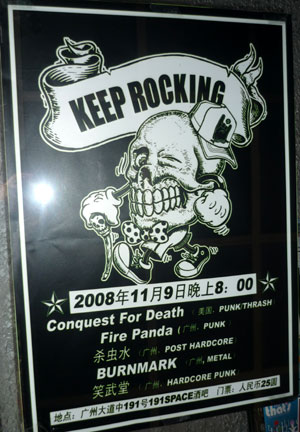 KEEP ROCKING
2008年11月9日晚上8：00
Conquest For Death（美国，PUNK/THRASH）
Fire Panda（广州，PUNK）
杀虫水（广州，POST HARDCORE）
BURNMARK（广州，METAL）
笑武堂（广州，HARDCORE PUNK）
地点：广州大道中191号191SPACE酒吧 门票：人民币25圆